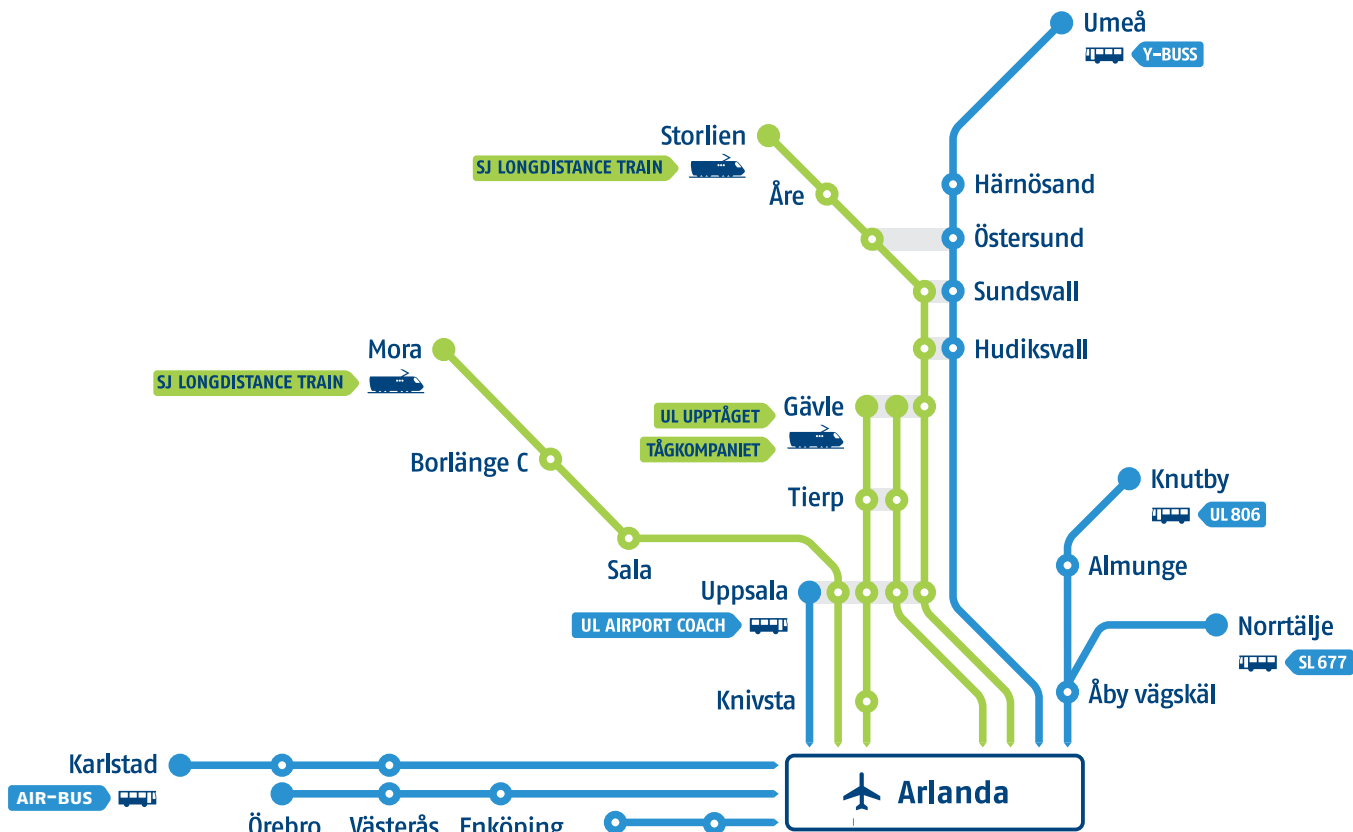 Umeå
Y-BUSS
Storlien
SJ LONGDISTANCE TRAIN
Åre
Härnösand
Östersund
Sundsvall
Mora
Hudiksvall
SJ LONGDISTANCE TRAIN
UL UPPTÅGET
Gävle
TÅGKOMPANIET
Borlänge C
Knutby
Tierp
UL 806
Sala
Almunge
Uppsala
UL AIRPORT COACH
Norrtälje
SL 677
Knivsta
Åby vägskäl
Karlstad
AIR-BUS
Arlanda
Örebro Västerås Enköping